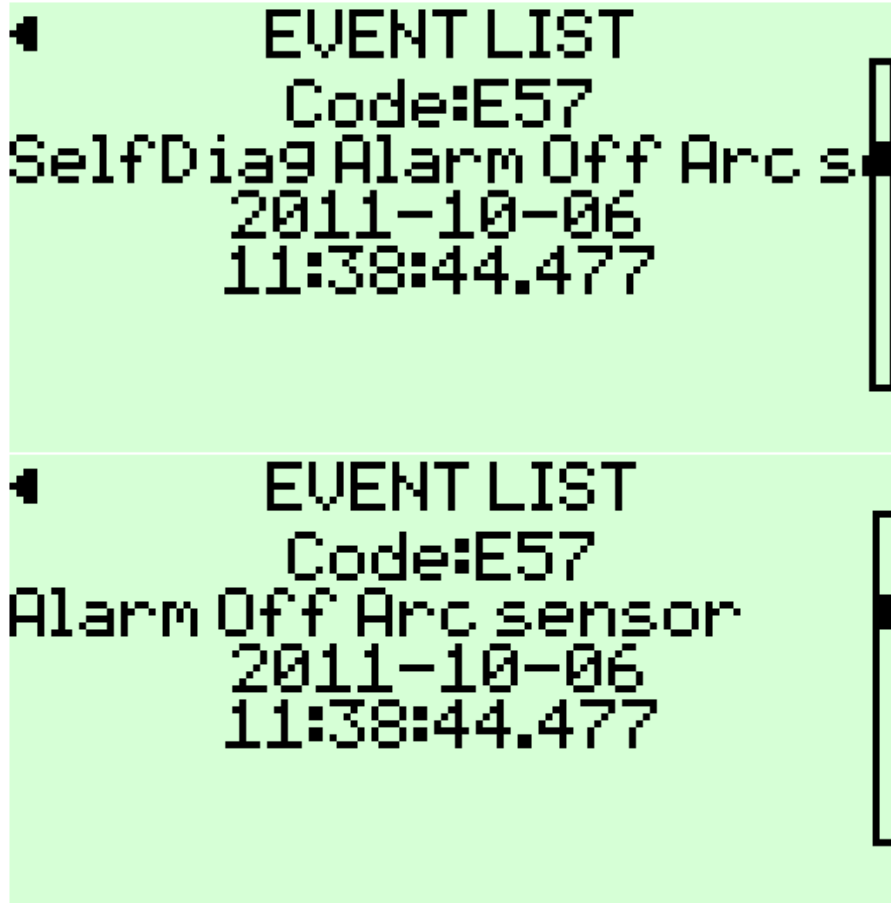 EVENT LIST
Code:E57
SelfDiag Alarm Off Arc s
2011-10-06
11:38:44.477
EVENT LIST
Code:E57
Alarm Off Arc sensor
2011-10-06
11:38:44.477